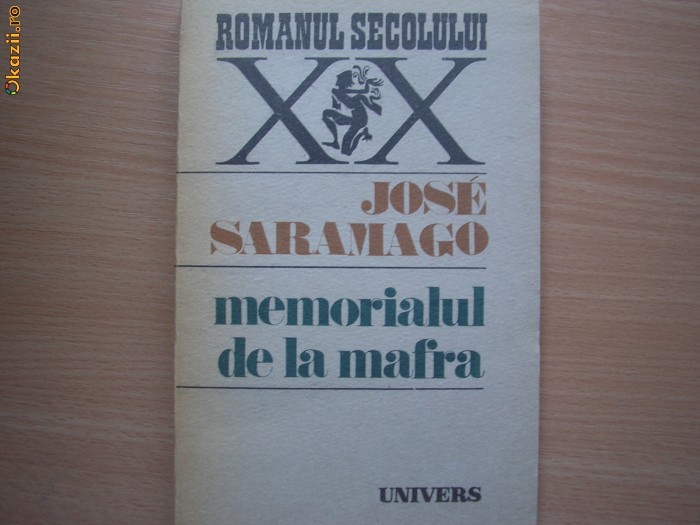 Okazii.ro
ROMANUL SECOLULUI
XX
JOSÉ
SARAMAGO
memorialul
de la mafra
UNIVERS